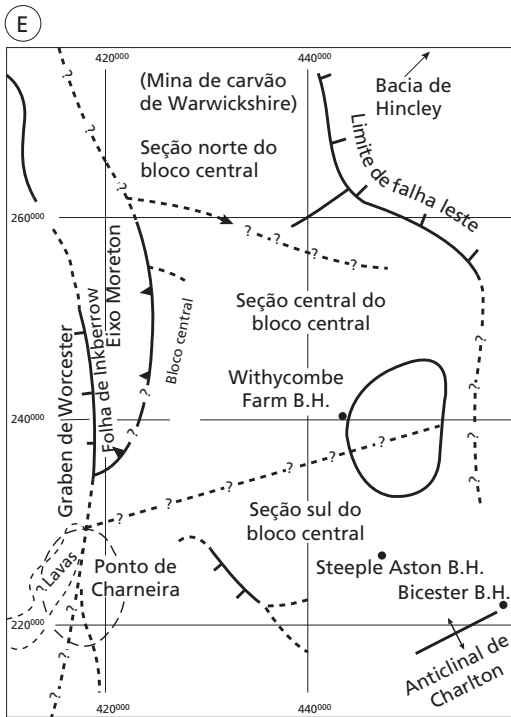 E
420000
440000
(Mina de carvão
de Warwickshire)
Bacia de
Hincley
Seção norte do
bloco central
Limite de falha leste
?
?
?
260000
?
?
?
?
?
Graben de Worcester
Folha de Inkberrow
Eixo Moreton
Bloco central
Seção central do
bloco central
?
?
Withycombe
Farm B.H.
240000
?
?
?
?
?
?
?
?
Seção sul do
bloco central
? Lavas
Ponto de
Charneira
Steeple Aston B.H.
Bicester B.H.
220000
?
?
Anticlinal de
Charlton
420000
440000